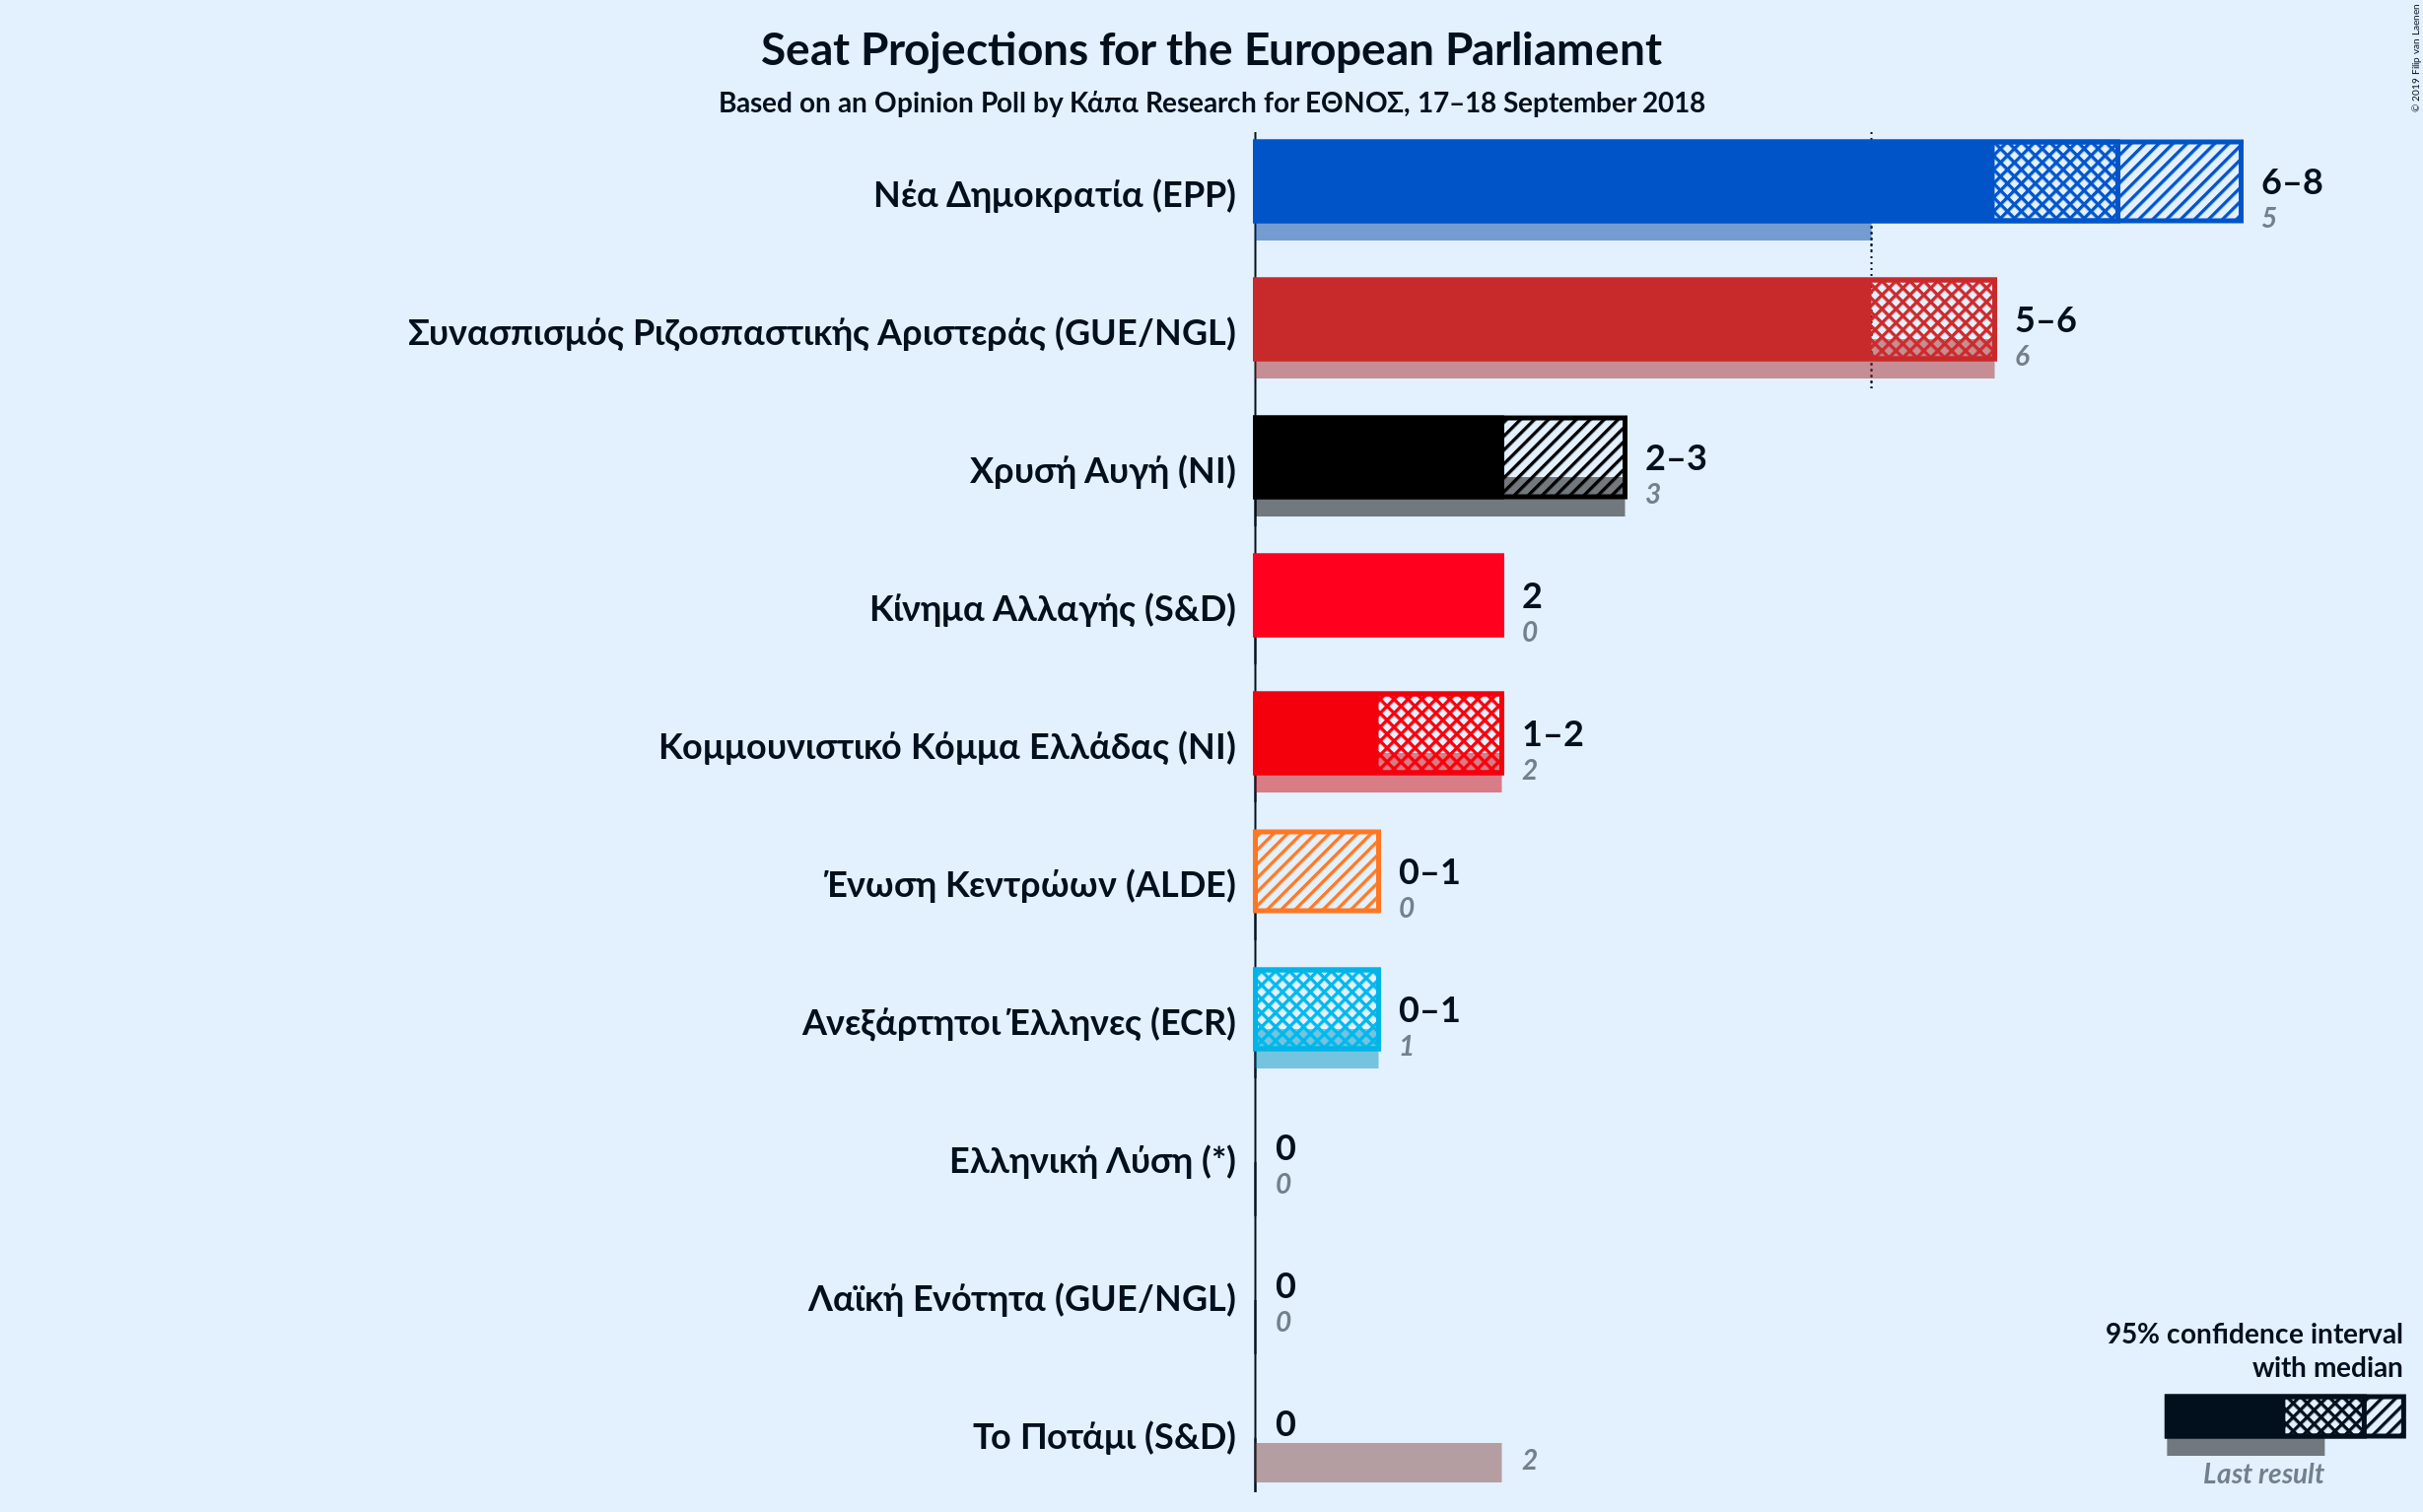 Seat Projections for the European Parliament
Based on an Opinion Poll by Κάπα Research for ΕΘΝΟΣ, 17–18 September 2018
© 2019 Filip van Laenen
Νέα Δημοκρατία (EPP)
6–8
5
Συνασπισμός Ριζοσπαστικής Αριστεράς (GUE/NGL)
5–6
6
Χρυσή Αυγή (NI)
2–3
3
Κίνημα Αλλαγής (S&D)
2
0
Κομμουνιστικό Κόμμα Ελλάδας (NI)
1–2
2
Ένωση Κεντρώων (ALDE)
0–1
0
Ανεξάρτητοι Έλληνες (ECR)
0–1
1
Ελληνική Λύση (*)
0
0
Λαϊκή Ενότητα (GUE/NGL)
0
0
Το Ποτάμι (S&D)
0
2
95% confidence interval
with median
Last result